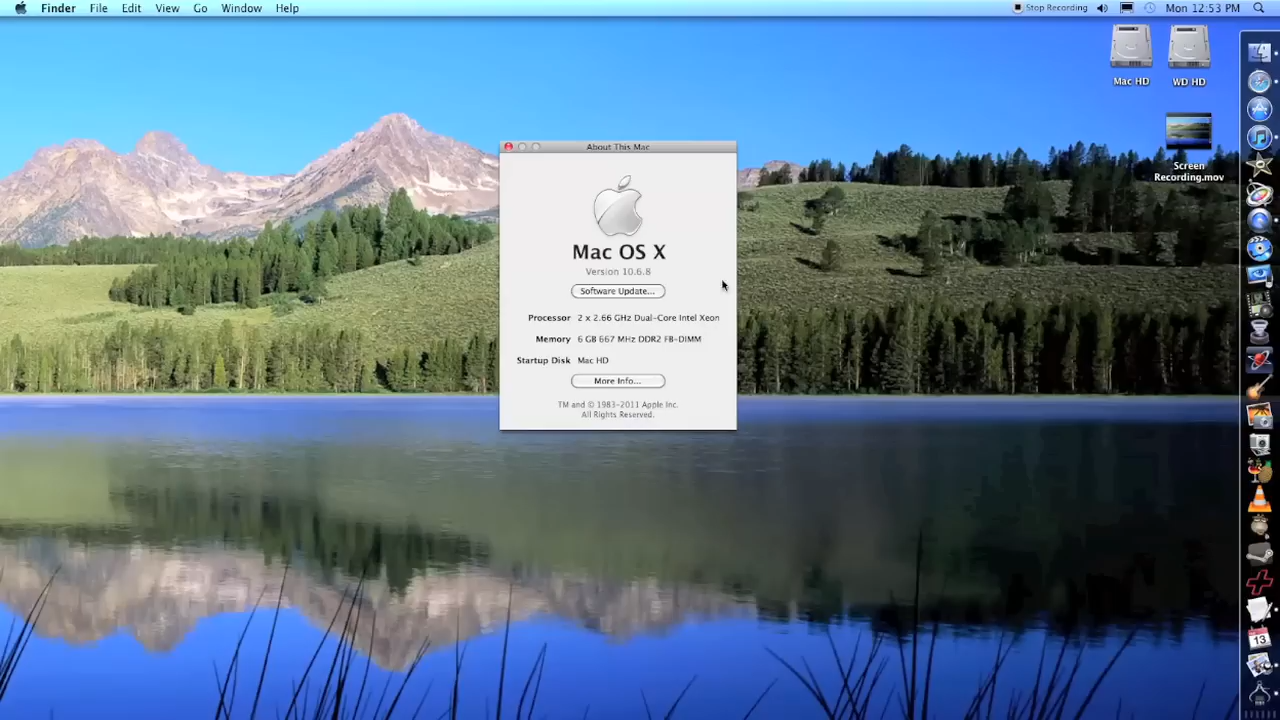 Finder File Edit View Go Window Help
Stop Recording Mon 12:53 PM
Mac HD
WD HD
Screen
Recording.mov
About This Mac
Mac OS X
Version 10.6.8
Software Update...
Processor 2 x 2.66 GHz Dual-Core Intel Xeon
Memory 6 GB 667 MHz DDR2 FB-DIMM
Startup Disk Mac HD
More Info...
TM and © 1983-2011 Apple Inc.
All Rights Reserved.
13